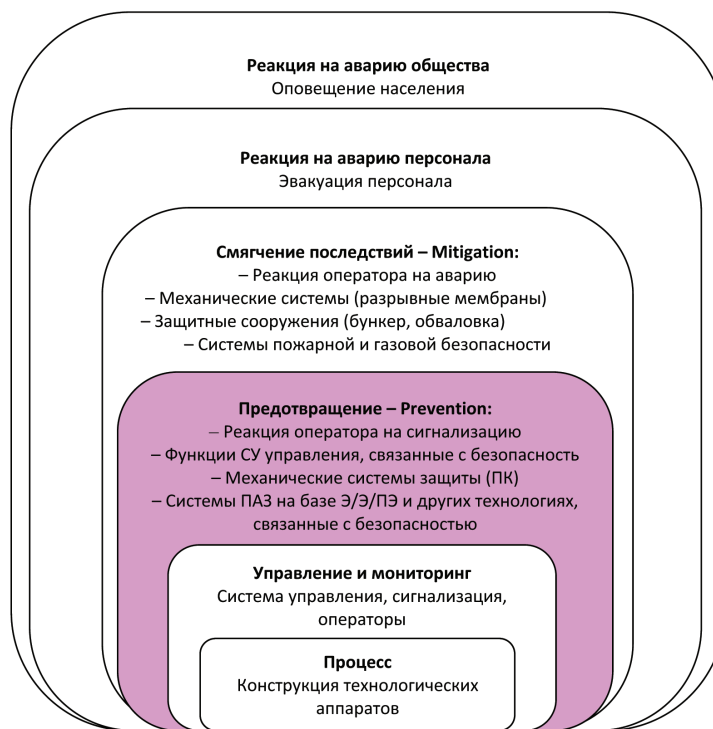 Реакция на аварию общества
Оповещение населения
Реакция на аварию персонала
Эвакуация персонала
Смягчение последствий – Mitigation:
– Реакция оператора на аварию
– Механические системы (разрывные мембраны)
– Защитные сооружения (бункер, обваловка)
– Системы пожарной и газовой безопасности
Предотвращение – Prevention:
– Реакция оператора на сигнализацию
– Функции СУ управления, связанные с безопасность
– Механические системы защиты (ПК)
– Системы ПАЗ на базе Э/Э/ПЭ и других технологиях,
связанные с безопасностью
Управление и мониторинг
Система управления, сигнализация,
операторы
Процесс
Конструкция технологических
аппаратов